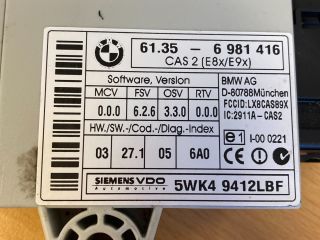 BMW
61.35 - 6 981 416
CAS 2 (E8x/E9x)
Software, Version
MCV FSV OSV RTV
0.0.0 6.2.6 3.3.0 0.0.0
HW./SW.-/Cod.-/Diag.-Index
03 27.1 05 6A0
BMW AG
D-80788München
FCCID:LX8CAS89X
IC:2911A-CAS2
e1 I-00 0221
SIEMENS VDO
Automotive
5WK4 9412LBF